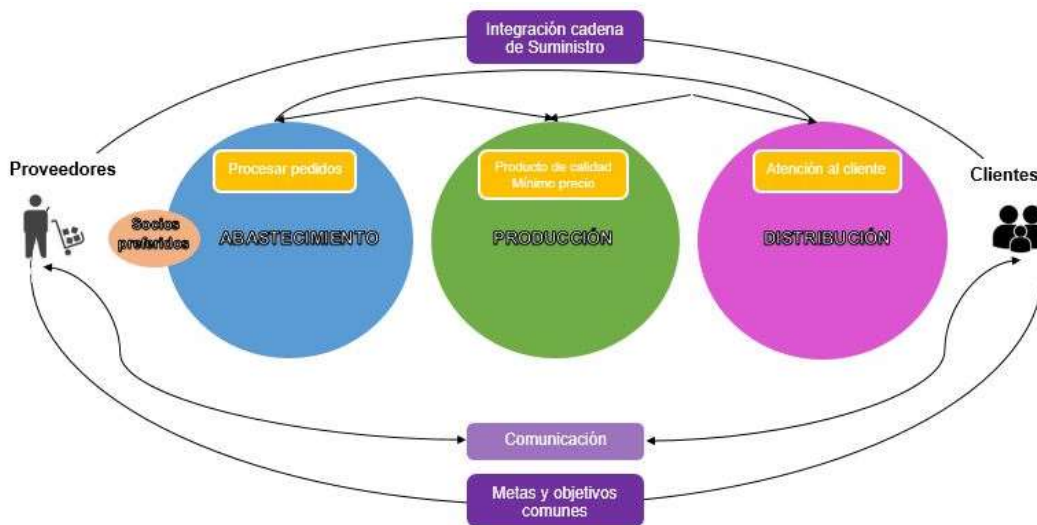 Integración cadena
de Suministro
Proveedores
Procesar pedidos
Producto de calidad
Mínimo precio
Atención al cliente
Clientes
Socios
preferidos
ABASTECIMIENTO
PRODUCCIÓN
DISTRIBUCIÓN
Comunicación
Metas y objetivos
comunes